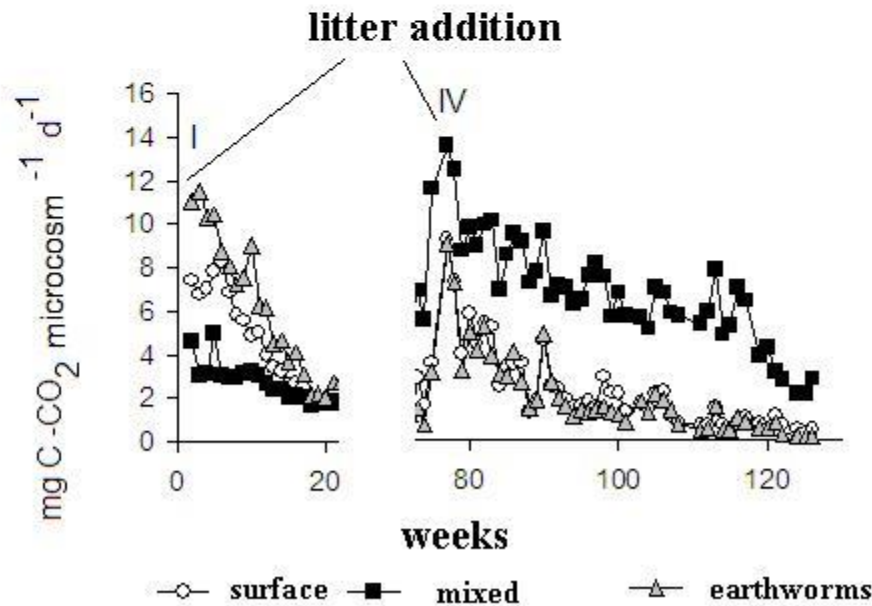 litter addition
mg C -CO2 microcosm -1 d -1
16
14
12
10
8
6
4
2
0
I
IV
0 20 80 100 120
weeks
surface mixed earthworms